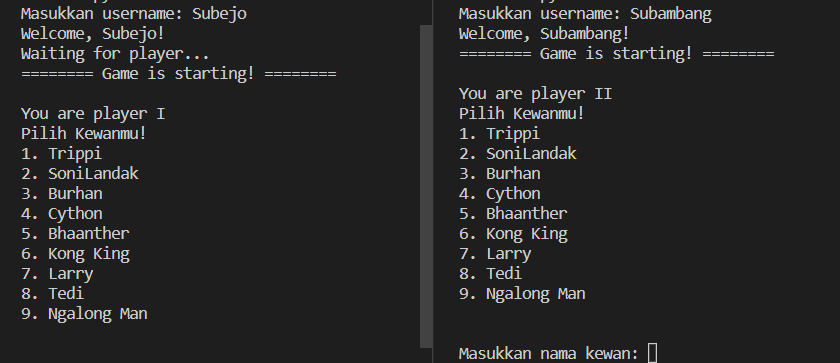 Masukkan username: Subejo
Welcome, Subejo!
Waiting for player...
======== Game is starting! ========
You are player I
Pilih Kewanmu!
1. Trippi
2. SoniLandak
3. Burhan
4. Cython
5. Bhaanther
6. Kong King
7. Larry
8. Tedi
9. Ngalong Man
Masukkan username: Subambang
Welcome, Subambang!
======== Game is starting! ========
You are player II
Pilih Kewanmu!
1. Trippi
2. SoniLandak
3. Burhan
4. Cython
5. Bhaanther
6. Kong King
7. Larry
8. Tedi
9. Ngalong Man
Masukkan nama kewan: